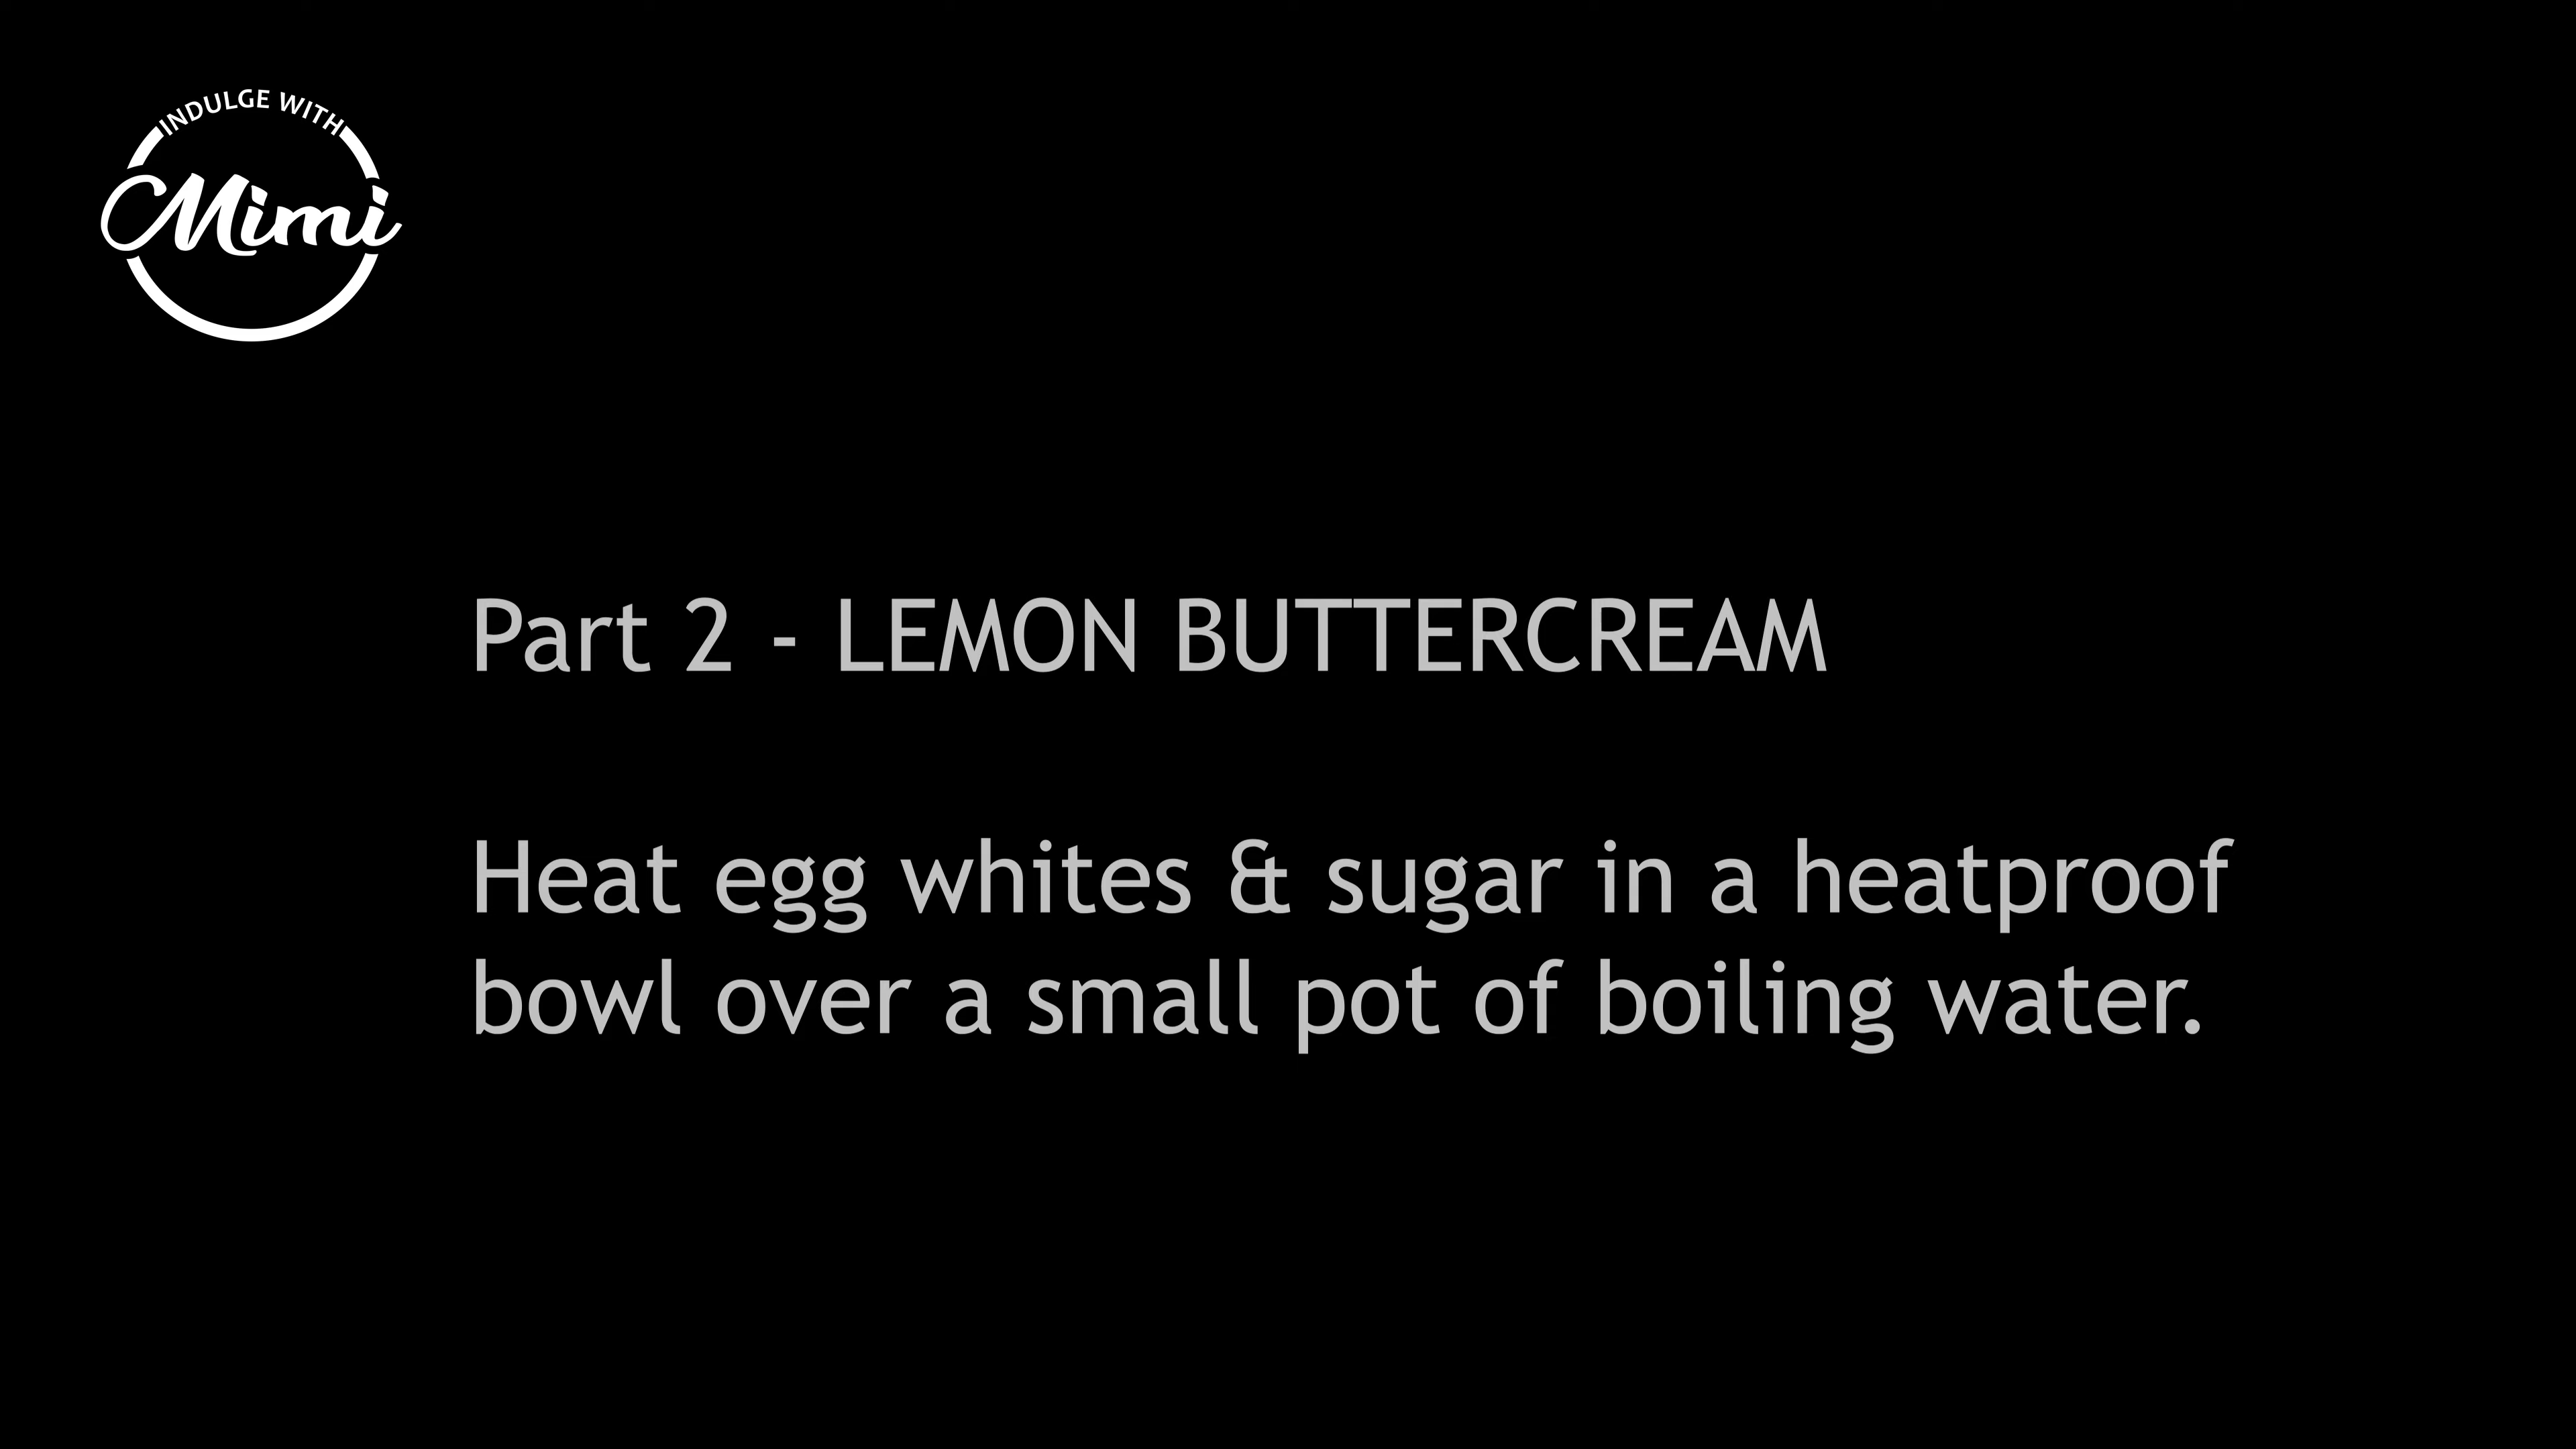 INDULGE WITH
Mimi
Part 2 - LEMON BUTTERCREAM
Heat egg whites & sugar in a heatproof
bowl over a small pot of boiling water.